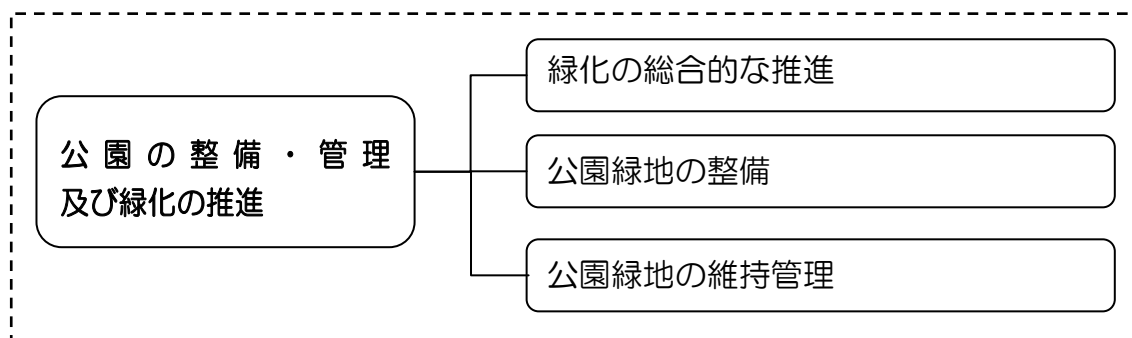 公園の整備・管理
及び緑化の推進
緑化の総合的な推進
公園緑地の整備
公園緑地の維持管理